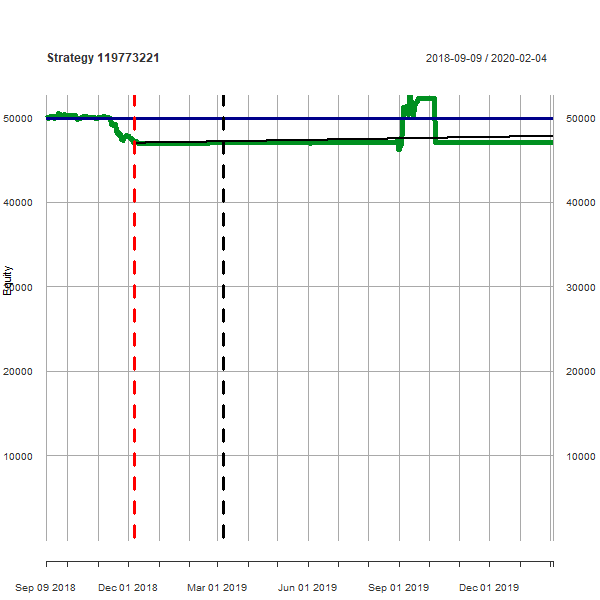 Strategy 119773221
2018-09-09 / 2020-02-04
50000
50000
40000
40000
Equity
30000
30000
20000
20000
10000
10000
Sep 09 2018
Dec 01 2018
Mar 01 2019
Jun 01 2019
Sep 01 2019
Dec 01 2019